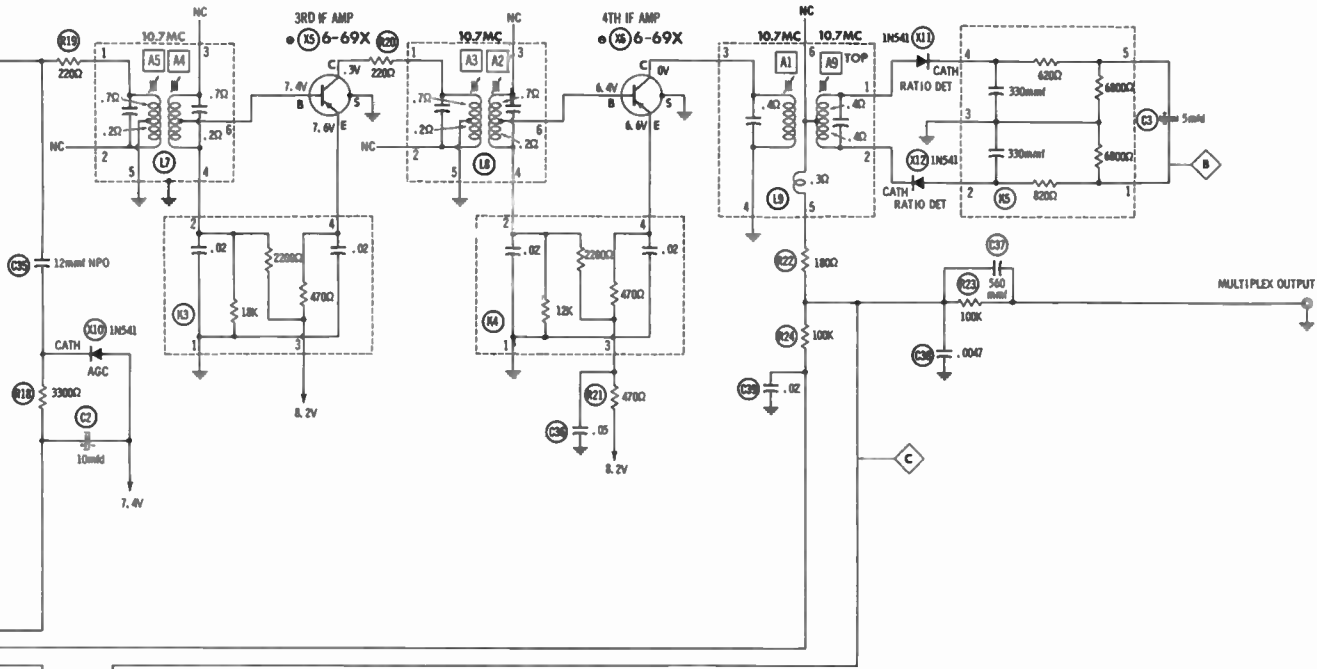 NC
3RD IF AMP
X5 6-69X
R19
220Ω
10.7MC
1
A5 A4
3
.7Ω
.7Ω
.2Ω
.2Ω
6
NC
2
L7
5
4
C
.3V
7.4V
B
S
7.6V
E
R20
220Ω
NC
10.7MC
1
A3 A2
3
.7Ω
.7Ω
.2Ω
.2Ω
6
NC
2
L8
5
4
4TH IF AMP
X6 6-69X
C
0V
6.4V
B
S
6.6V
E
NC
10.7MC 10.7MC
3
6
A1 A9 TOP
1
.4Ω
.4Ω
.4Ω
2
.3Ω
4
L9
5
1N541 X11
CATH
RATIO DET
X12 1N541
CATH
RATIO DET
4
5
620Ω
330mmf
6800Ω
3
330mmf
6800Ω
2
820Ω
1
K5
C3 5mfd
B
2
4
.02
2200Ω
.02
18K
470Ω
K3
1
3
8.2V
2
4
.02
2200Ω
.02
12K
470Ω
K4
1
3
R21 470Ω
C36 .05
8.2V
C35 12mmf NPO
X10 1N541
CATH
AGC
R18 3300Ω
C2
10mfd
7.4V
R22 180Ω
R24 100K
C39 .02
C37
560
mmf
R23
100K
C38 .0047
MULTIPLEX OUTPUT
C